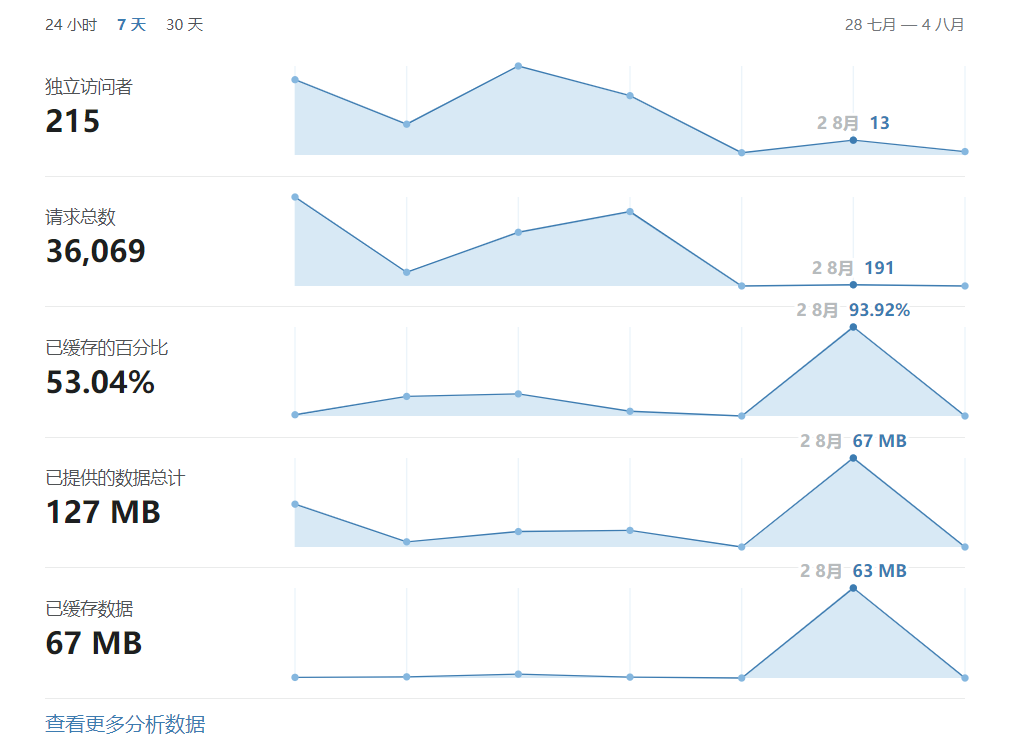 24 小时 7 天 30 天 28 七月 — 4 八月
独立访问者
215
2 8月 13
请求总数
36,069
2 8月 191
已缓存的百分比
53.04%
2 8月 93.92%
已提供的数据总计
127 MB
2 8月 67 MB
已缓存数据
67 MB
2 8月 63 MB
查看更多分析数据